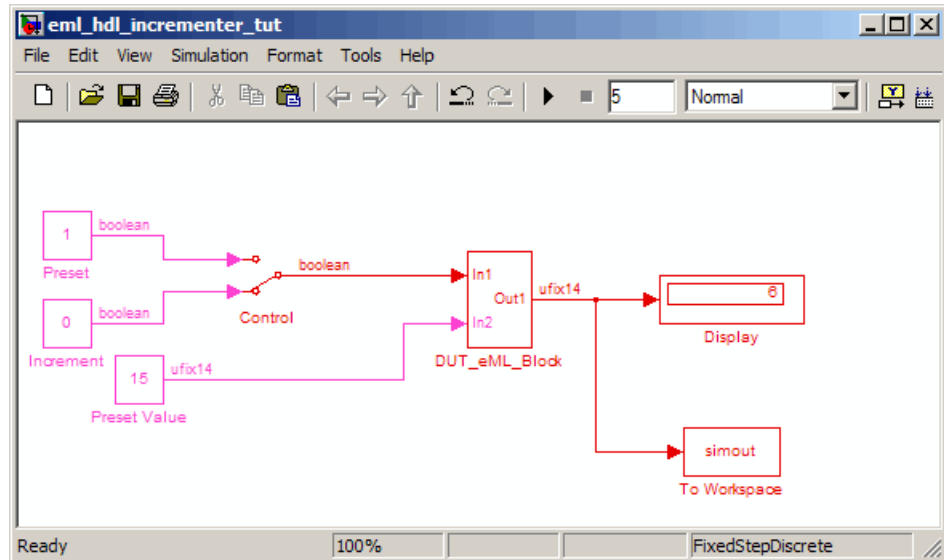 eml_hdl_incrementer_tut
File Edit View Simulation Format Tools Help
5 Normal
1 boolean
Preset
boolean
boolean
0
Control
Increment
15 ufix14
Preset Value
In1
Out1
In2
ufix14
DUT_eML_Block
6
Display
simout
To Workspace
Ready 100% FixedStepDiscrete